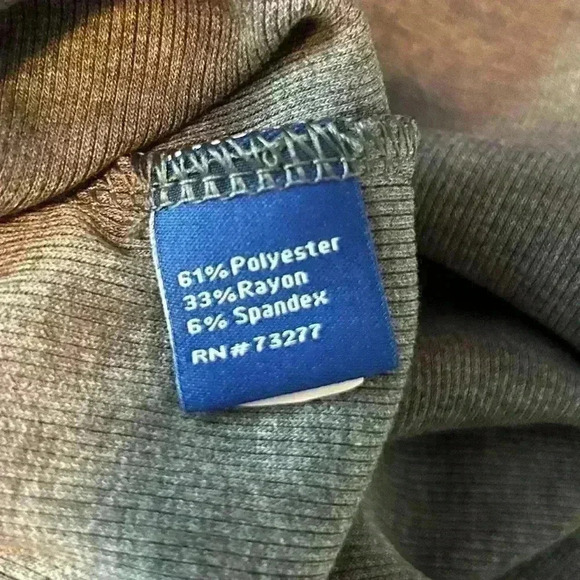 61% Polyester
33% Rayon
6% Spandex
RN # 73277